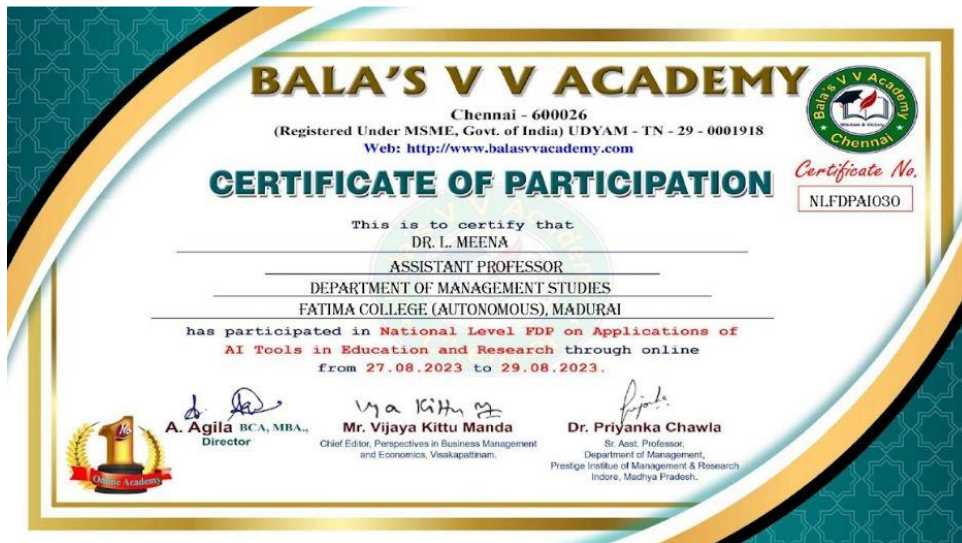 BALA'S V V ACADEMY
Chennai - 600026
(Registered Under MSME, Govt. of India) UDYAM - TN - 29 - 0001918
Web: http://www.balasvvacademy.com
Bala's V V Academy
Wisdom & Victory
Chennai
CERTIFICATE OF PARTICIPATION
Certificate No.
NLFDPAI030
This is to certify that
DR. L. MEENA
ASSISTANT PROFESSOR
DEPARTMENT OF MANAGEMENT STUDIES
FATIMA COLLEGE (AUTONOMOUS), MADURAI
has participated in National Level FDP on Applications of
AI Tools in Education and Research through online
from 27.08.2023 to 29.08.2023.
No.
1
Online Academy
A. Agila BCA, MBA.,
Director
Mr. Vijaya Kittu Manda
Chief Editor, Perspectives in Business Management
and Economics, Visakapattinam.
Dr. Priyanka Chawla
Sr. Asst. Professor,
Department of Management,
Prestige Institue of Management & Research
Indore, Madhya Pradesh.